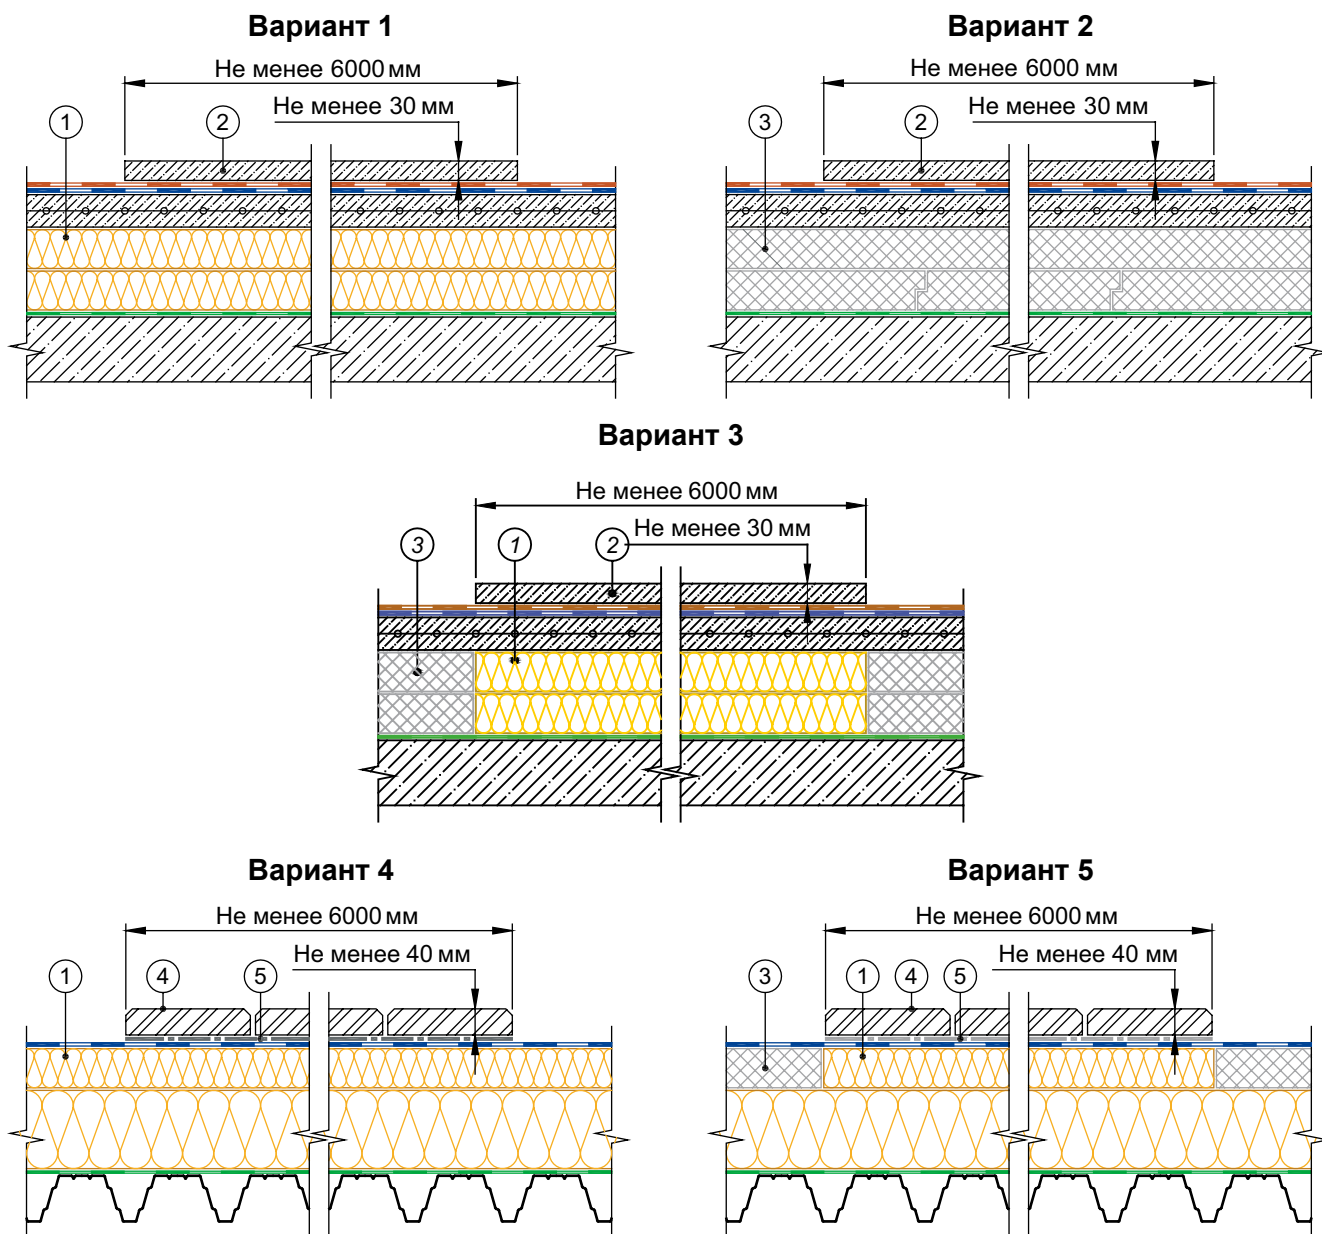 Вариант 1
Не менее 6000 мм
Не менее 30 мм
1
2
Вариант 2
Не менее 6000 мм
Не менее 30 мм
3
2
Вариант 3
Не менее 6000 мм
Не менее 30 мм
3
1
2
Вариант 4
Не менее 6000 мм
Не менее 40 мм
1
4
5
Вариант 5
Не менее 6000 мм
Не менее 40 мм
3
1
4
5